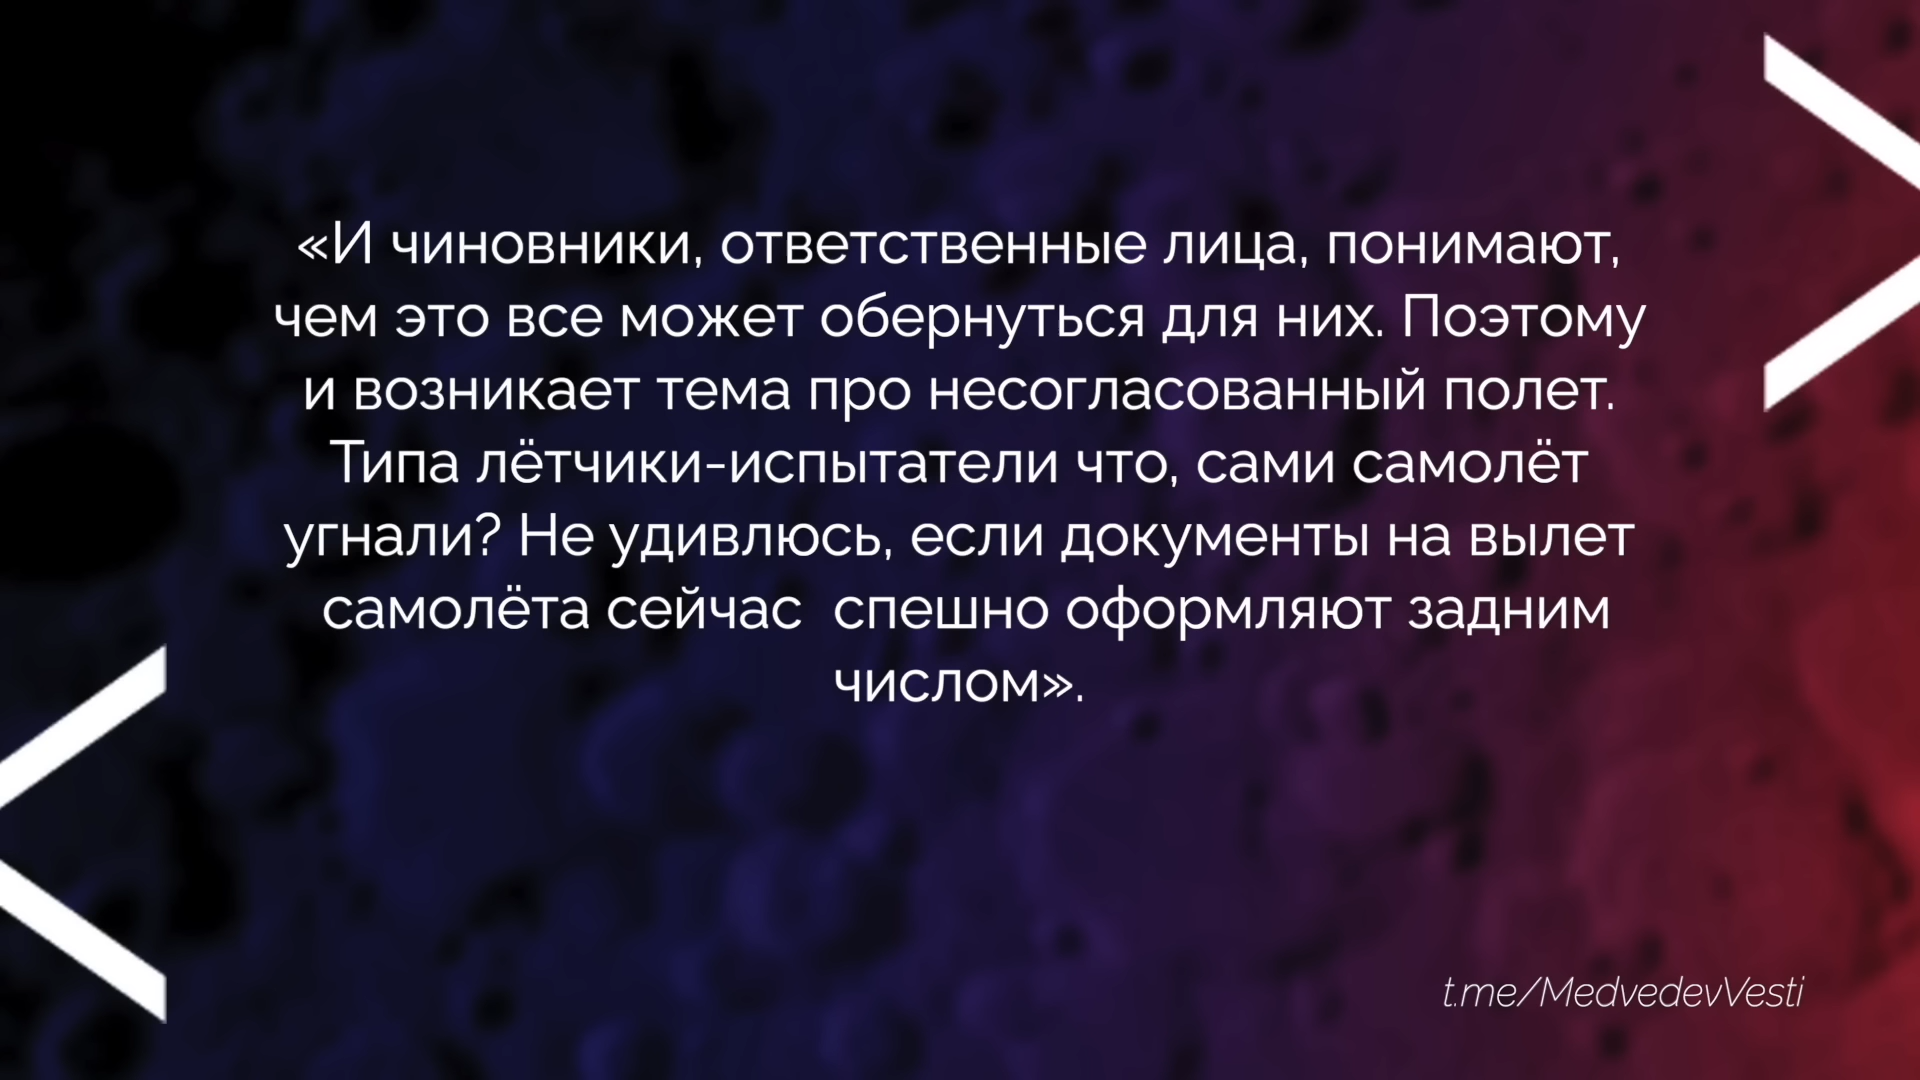 «И чиновники, ответственные лица, понимают,
чем это все может обернуться для них. Поэтому
и возникает тема про несогласованный полет.
Типа лётчики-испытатели что, сами самолёт
угнали? Не удивлюсь, если документы на вылет
самолёта сейчас  спешно оформляют задним
числом».
t.me/MedvedevVesti